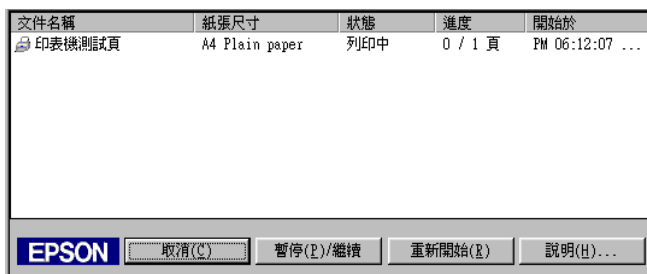 文件名稱 紙張尺寸 狀態 進度 開始於
印表機測試頁 A4 Plain paper 列印中 0 / 1 頁 PM 06:12:07 ...
EPSON 取消(C) 暫停(P)/繼續 重新開始(R) 說明(H)...